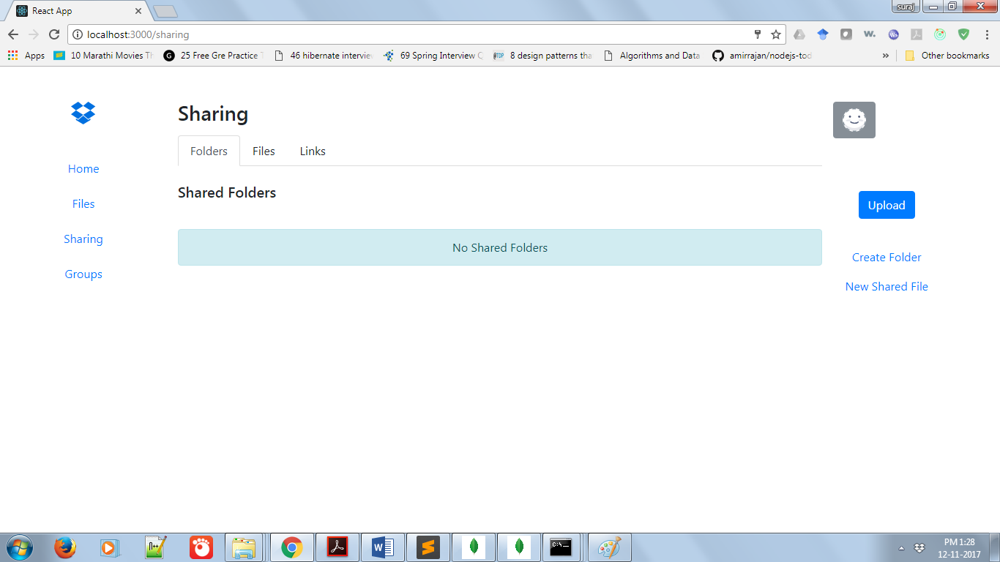 React App
suraj
localhost:3000/sharing
Apps 10 Marathi Movies Th 25 Free Gre Practice T 46 hibernate interview 69 Spring Interview Q 8 design patterns tha Algorithms and Data amirrajan/nodejs-tod » Other bookmarks
Sharing
Folders Files Links
Home
Shared Folders
Files
Upload
Sharing
No Shared Folders
Create Folder
Groups
New Shared File
PM 1:28
12-11-2017